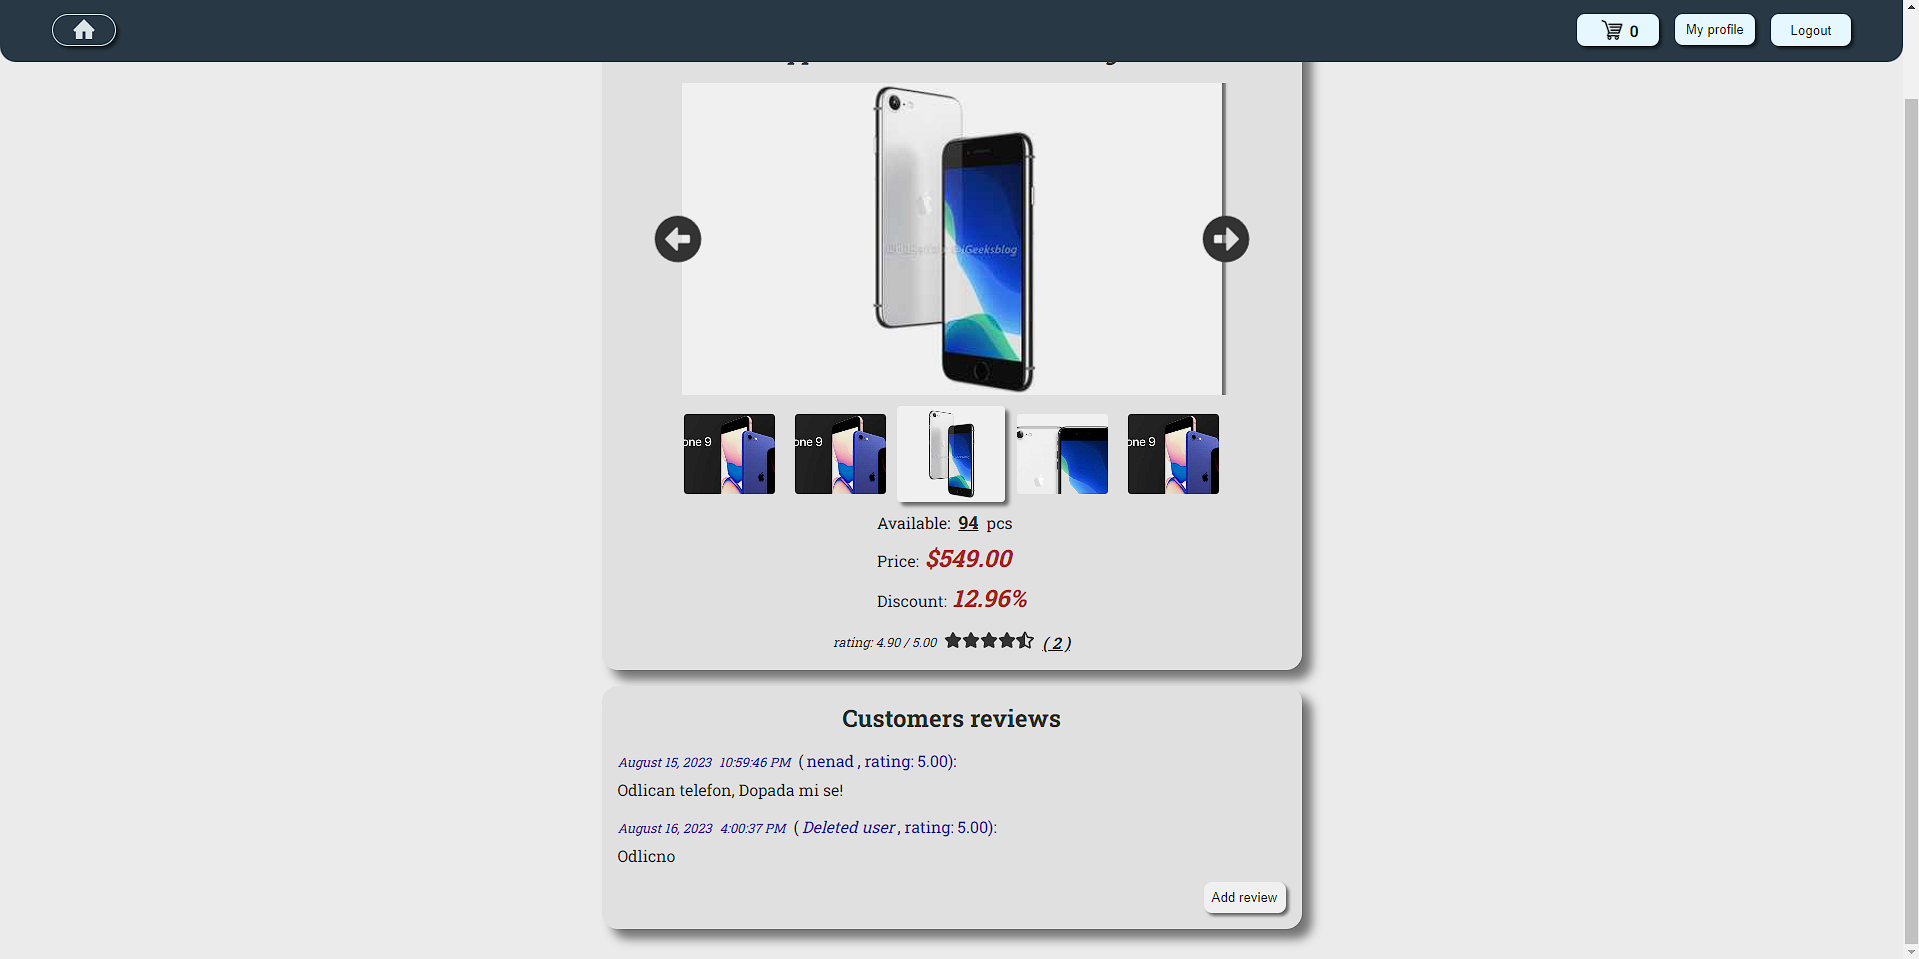 0
My profile
Logout
iGeeksblog
one 9
one 9
one 9
Available: 94 pcs
Price: $549.00
Discount: 12.96%
rating: 4.90 / 5.00 ( 2 )
Customers reviews
August 15, 2023 10:59:46 PM ( nenad , rating: 5.00):
Odlican telefon, Dopada mi se!
August 16, 2023 4:00:37 PM ( Deleted user , rating: 5.00):
Odlicno
Add review